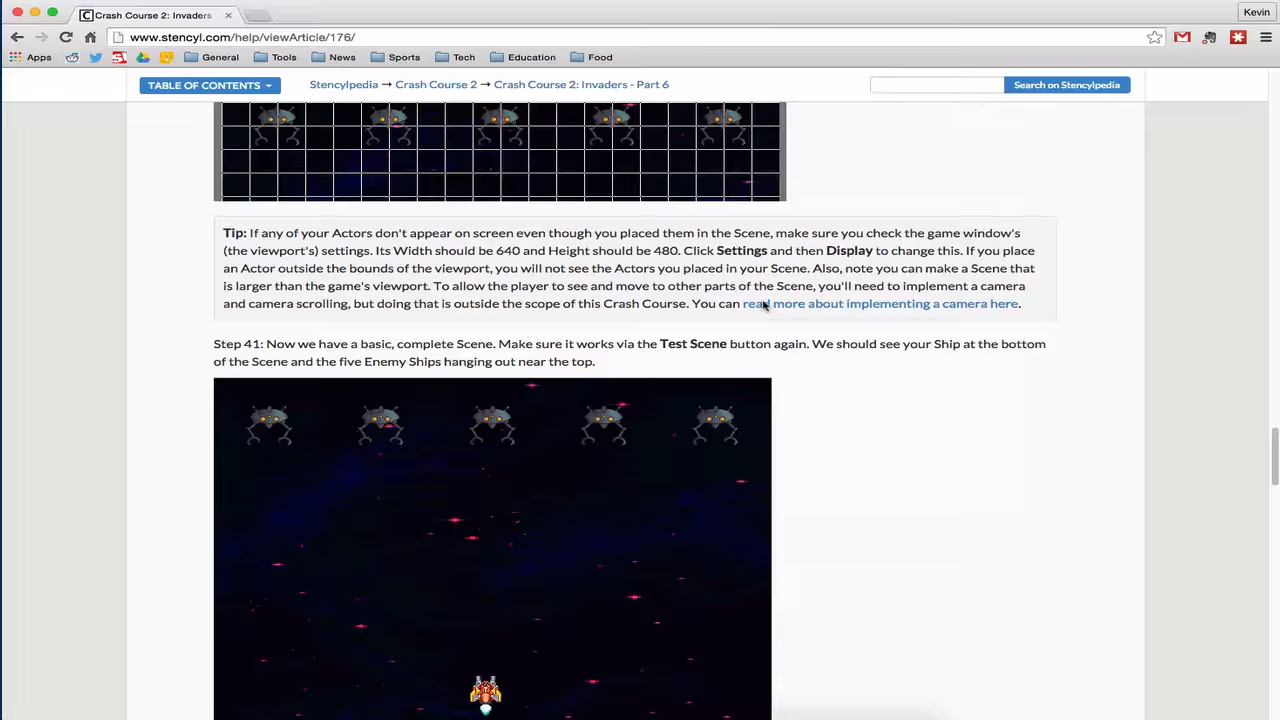 Crash Course 2: Invaders
Kevin
www.stencyl.com/help/viewArticle/176/
Apps General Tools News Sports Tech Education Food
TABLE OF CONTENTS Stencylpedia → Crash Course 2 → Crash Course 2: Invaders - Part 6 Search on Stencylpedia
Tip: If any of your Actors don't appear on screen even though you placed them in the Scene, make sure you check the game window's
(the viewport's) settings. Its Width should be 640 and Height should be 480. Click Settings and then Display to change this. If you place
an Actor outside the bounds of the viewport, you will not see the Actors you placed in your Scene. Also, note you can make a Scene that
is larger than the game's viewport. To allow the player to see and move to other parts of the Scene, you'll need to implement a camera
and camera scrolling, but doing that is outside the scope of this Crash Course. You can read more about implementing a camera here.
Step 41: Now we have a basic, complete Scene. Make sure it works via the Test Scene button again. We should see your Ship at the bottom
of the Scene and the five Enemy Ships hanging out near the top.